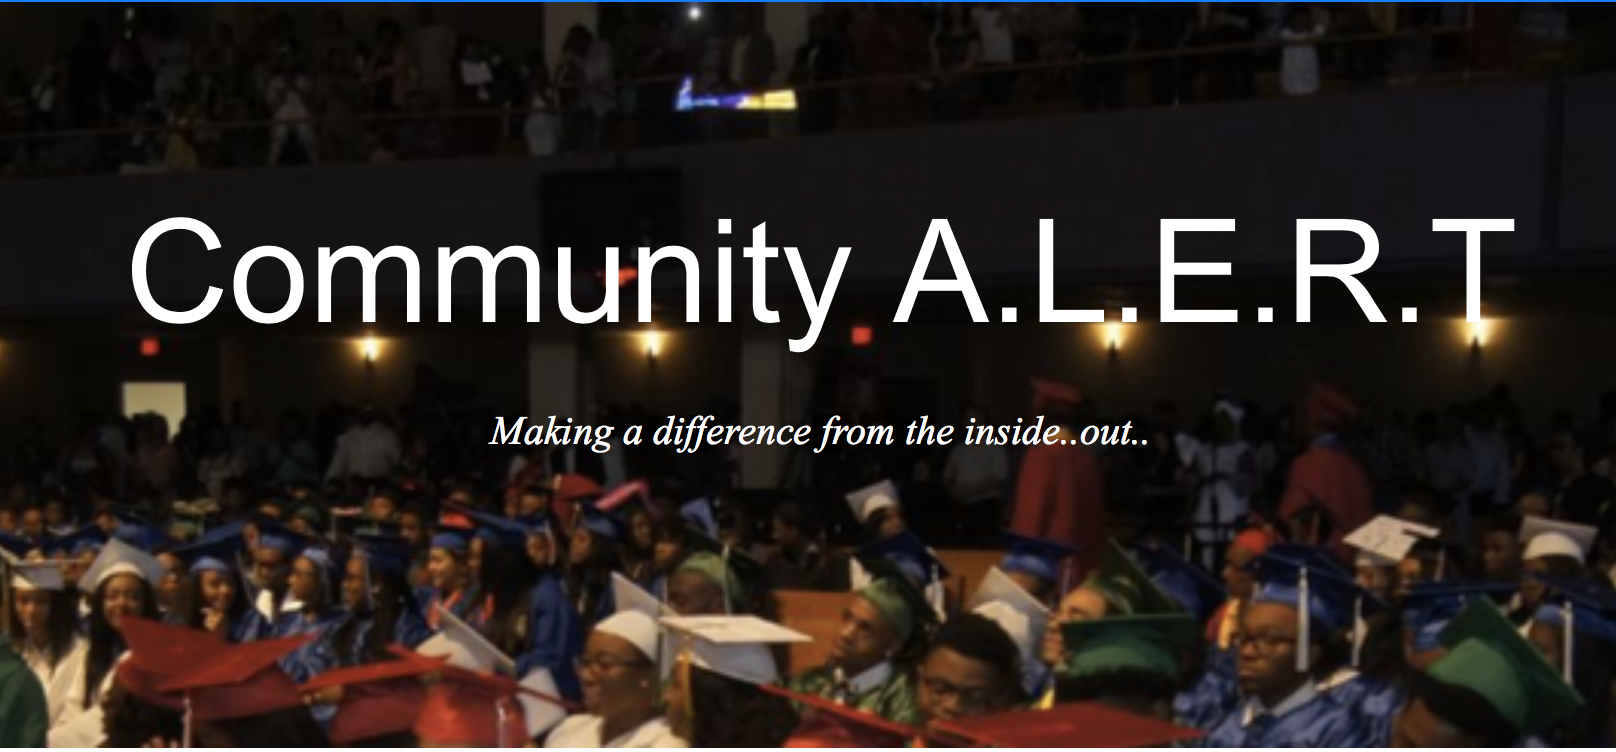 Community A.L.E.R.T
Making a difference from the inside..out..